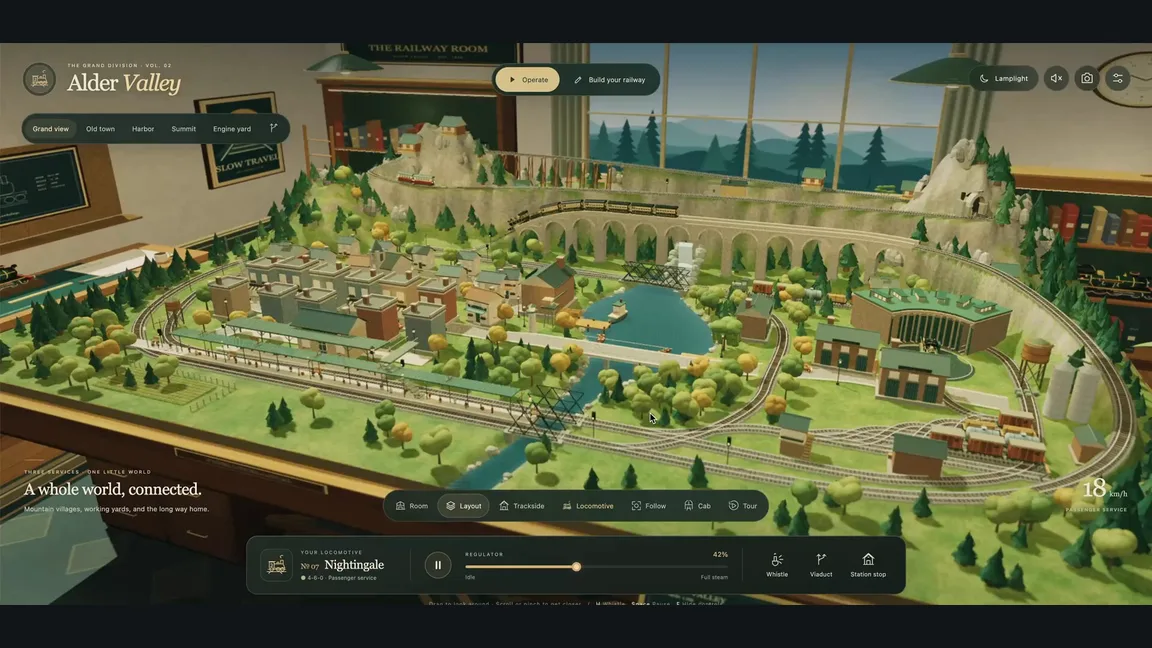 THE RAILWAY ROOM
THE GRAND DIVISION · VOL. 02
Alder Valley
Operate
Build your railway
Lamplight
Grand view
Old town
Harbor
Summit
Engine yard
SLOW TRAVEL
THREE SERVICES · ONE LITTLE WORLD
A whole world, connected.
Mountain villages, working yards, and the long way home.
18 km/h
PASSENGER SERVICE
Room
Layout
Trackside
Locomotive
Follow
Cab
Tour
YOUR LOCOMOTIVE
Nº 07 Nightingale
4-6-0 · Passenger service
REGULATOR
42%
Idle
Full steam
Whistle
Viaduct
Station stop